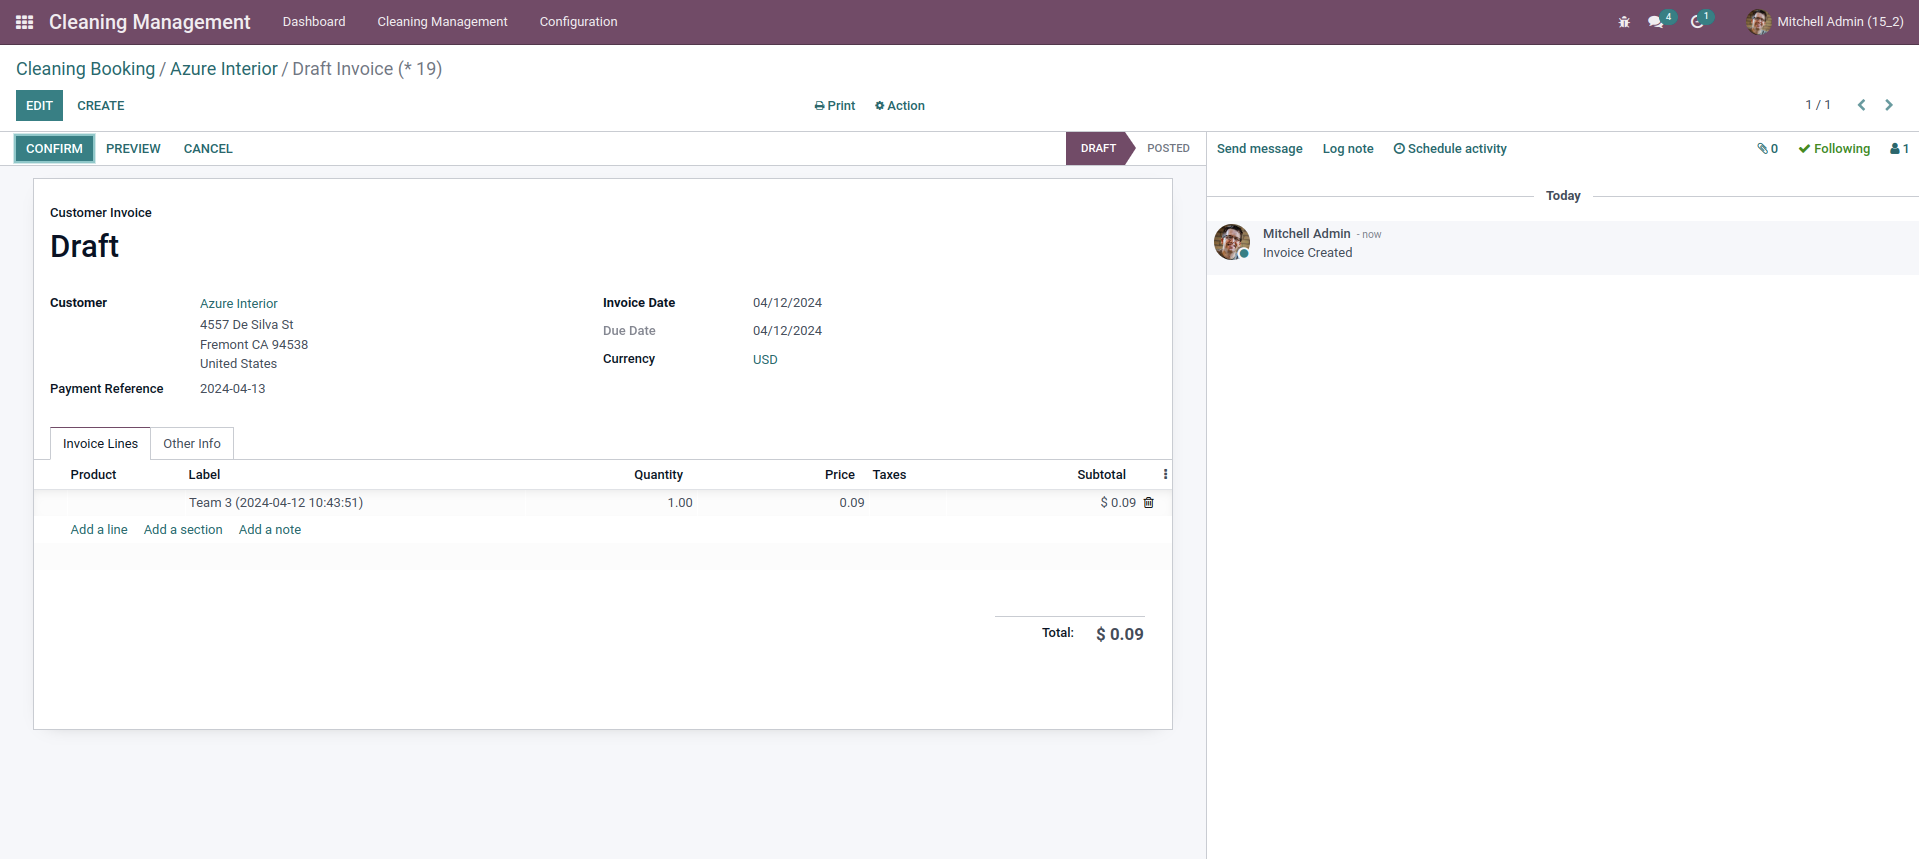 Cleaning Management Dashboard Cleaning Management Configuration 4 1 Mitchell Admin (15_2)
Cleaning Booking / Azure Interior / Draft Invoice (* 19)
EDIT CREATE Print Action 1 / 1
CONFIRM PREVIEW CANCEL DRAFT POSTED
Send message Log note Schedule activity 0 Following 1
Today
Mitchell Admin - now
Invoice Created
Customer Invoice
Draft
Customer Azure Interior
4557 De Silva St
Fremont CA 94538
United States
Payment Reference 2024-04-13
Invoice Date 04/12/2024
Due Date 04/12/2024
Currency USD
Invoice Lines Other Info
Product Label Quantity Price Taxes Subtotal
Team 3 (2024-04-12 10:43:51) 1.00 0.09 $ 0.09
Add a line Add a section Add a note
Total: $ 0.09